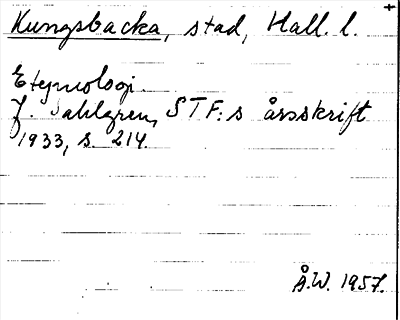 Kungsbacka, stad, Hall. l.
Etymologi.
J. Sahlgren, STF:s årsskrift
1933, s. 214.
Å.W. 1957.